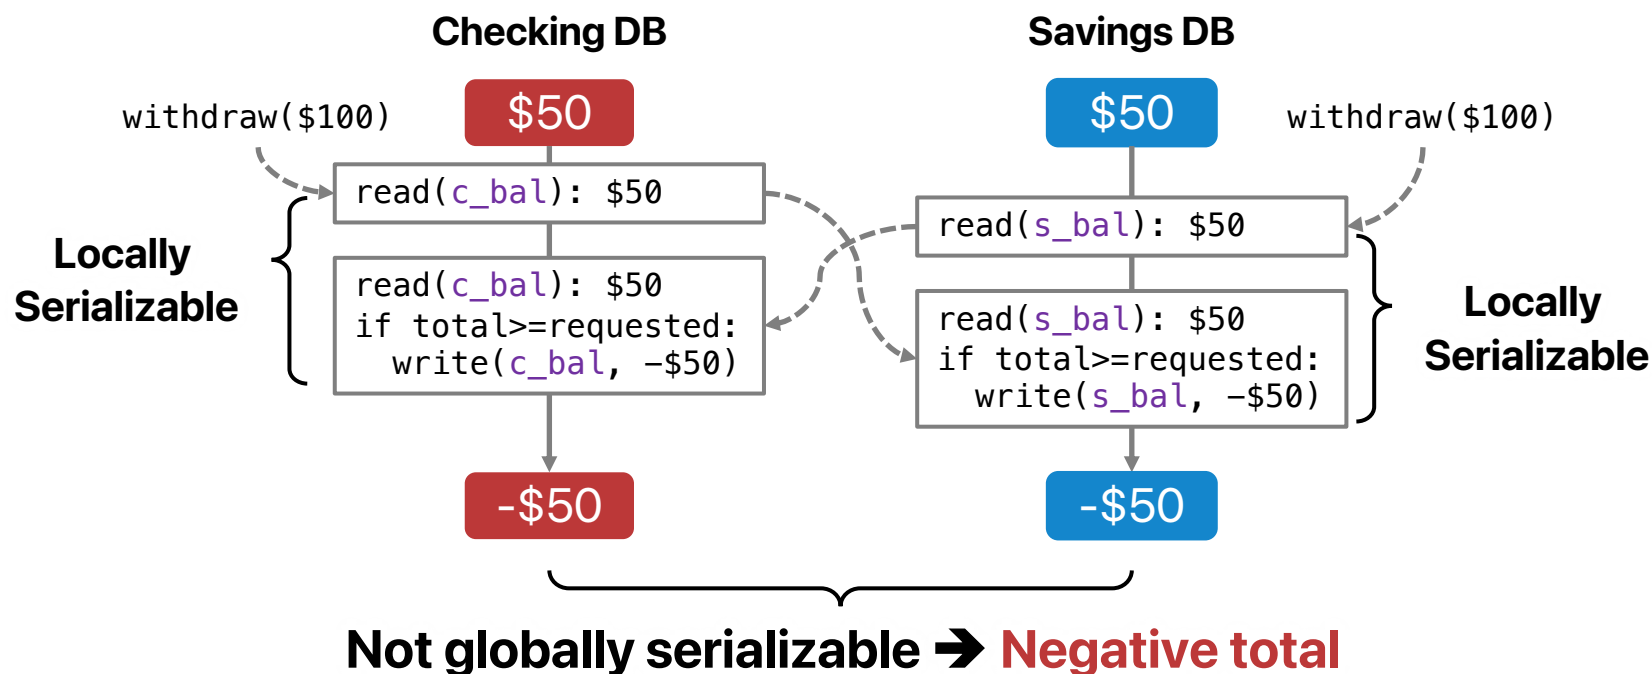 Checking DB
Savings DB
$50
$50
withdraw($100)
withdraw($100)
read(c_bal): $50
read(s_bal): $50
Locally
Serializable
read(c_bal): $50
if total>=requested:
write(c_bal, −$50)
read(s_bal): $50
if total>=requested:
write(s_bal, −$50)
Locally
Serializable
-$50
-$50
Not globally serializable ➔ Negative total